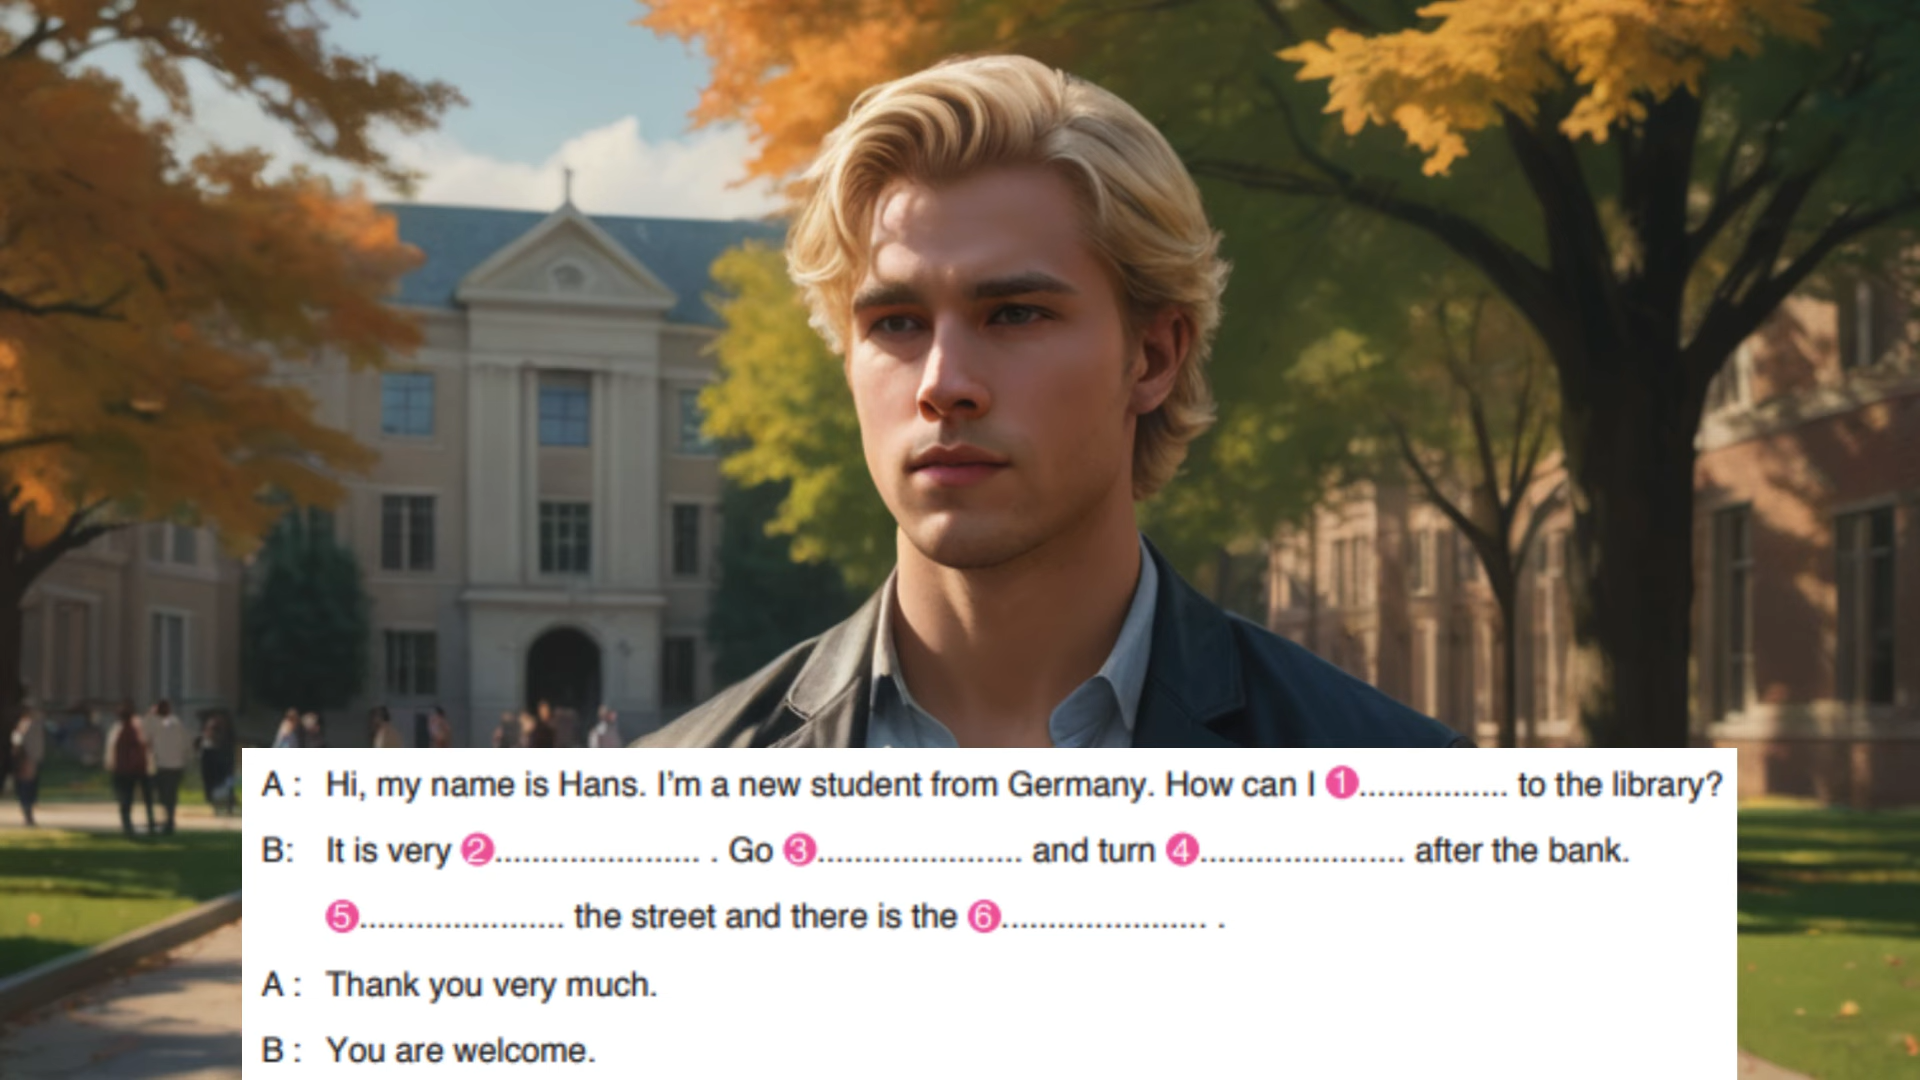 A : Hi, my name is Hans. I'm a new student from Germany. How can I ❶................ to the library?
B: It is very ❷...................... . Go ❸...................... and turn ❹...................... after the bank.
❺...................... the street and there is the ❻...................... .
A : Thank you very much.
B : You are welcome.